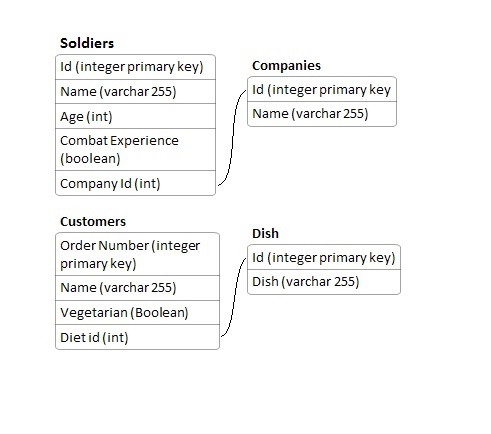 Soldiers
Id (integer primary key)
Name (varchar 255)
Age (int)
Combat Experience
(boolean)
Company Id (int)
Companies
Id (integer primary key
Name (varchar 255)
Customers
Order Number (integer
primary key)
Name (varchar 255)
Vegetarian (Boolean)
Diet id (int)
Dish
Id (integer primary key)
Dish (varchar 255)